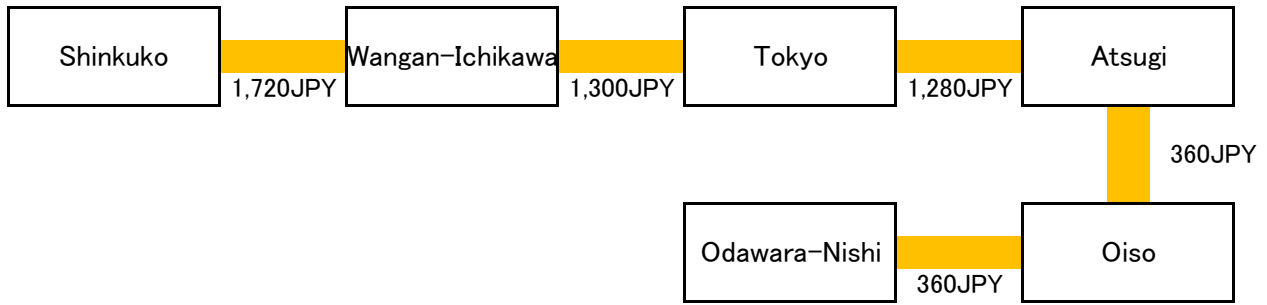 Shinkuko
Wangan-Ichikawa
Tokyo
Atsugi
1,720JPY
1,300JPY
1,280JPY
360JPY
Odawara-Nishi
Oiso
360JPY